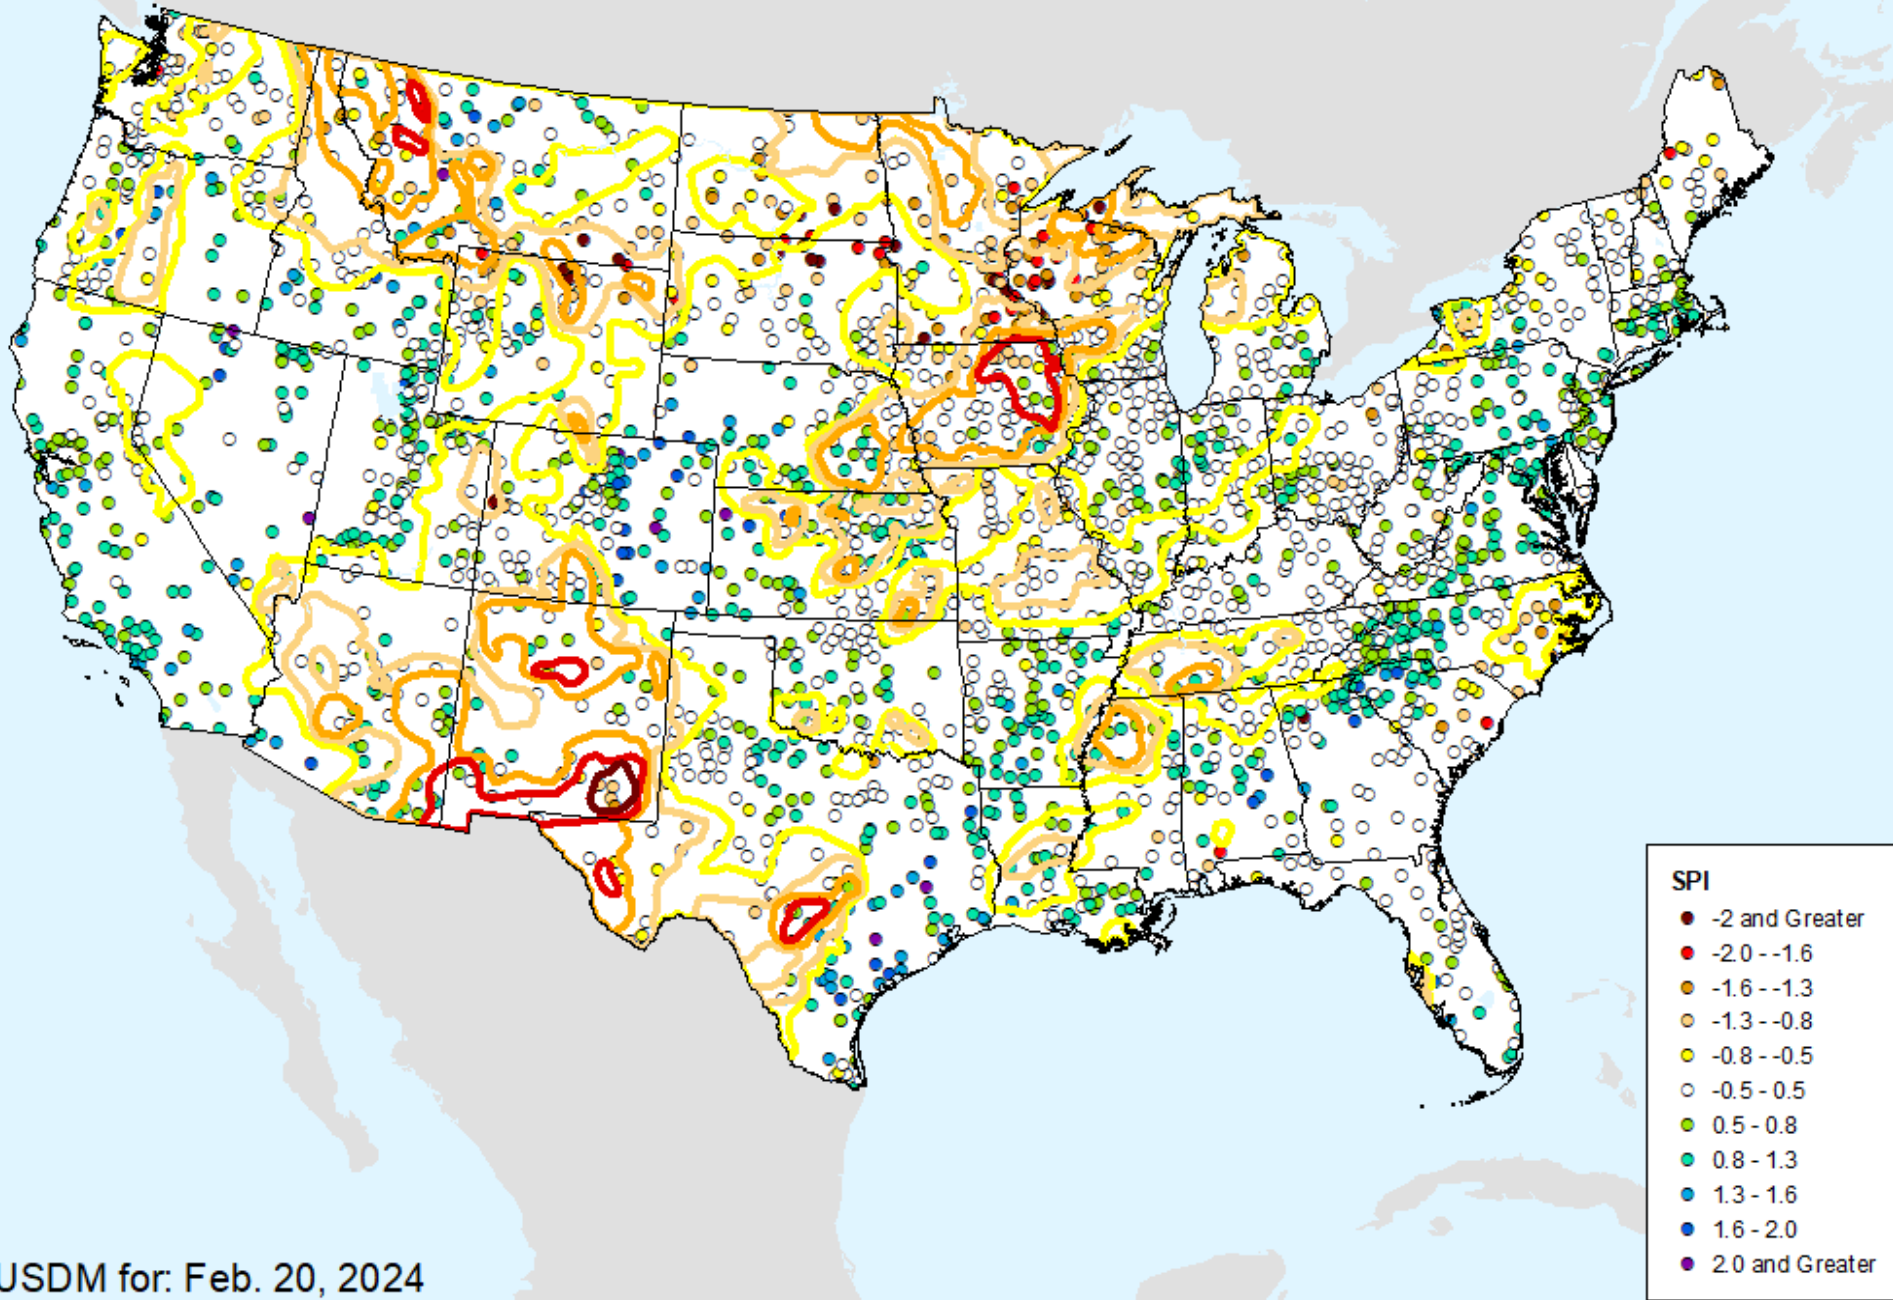 SPI
-2 and Greater
-2.0 - -1.6
-1.6 - -1.3
-1.3 - -0.8
-0.8 - -0.5
-0.5 - 0.5
0.5 - 0.8
0.8 - 1.3
1.3 - 1.6
1.6 - 2.0
2.0 and Greater
USDM for: Feb. 20, 2024